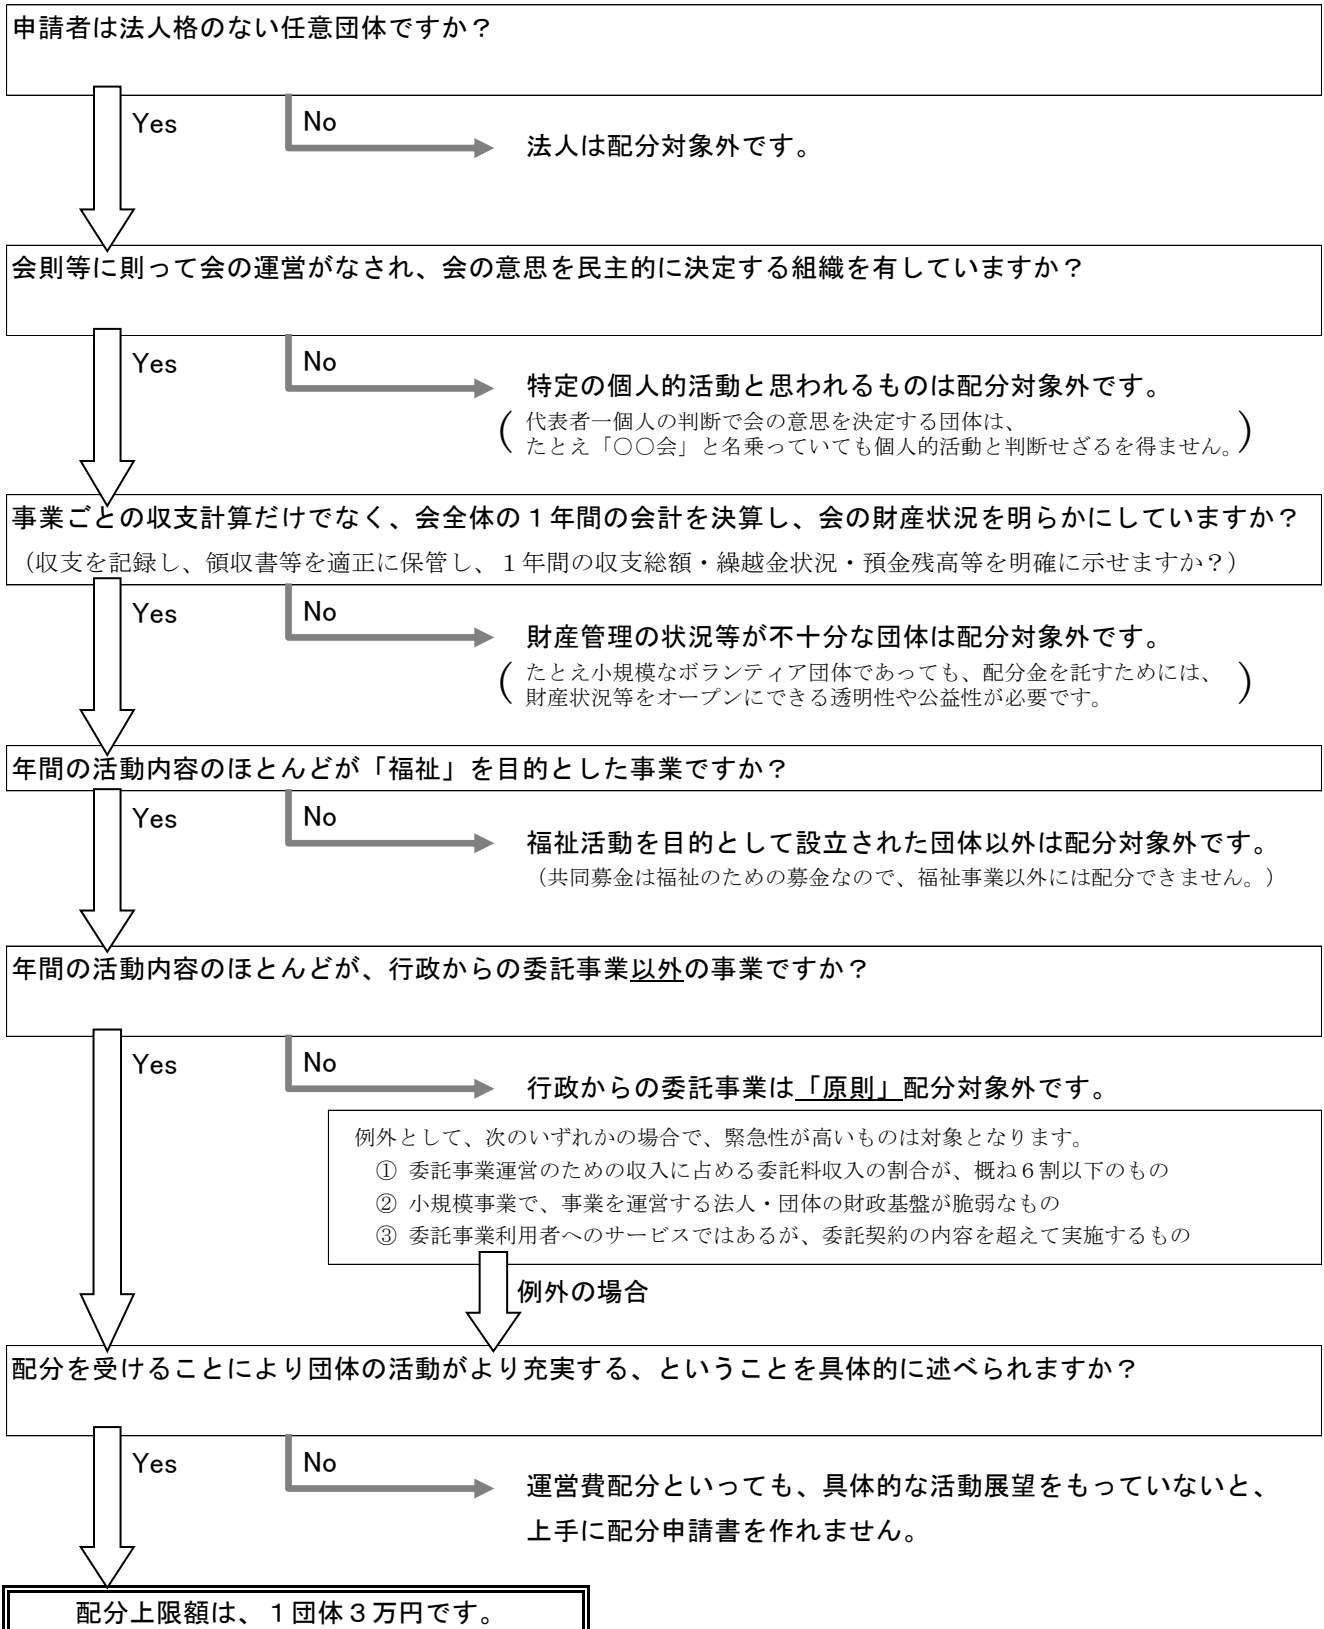 申請者は法人格のない任意団体ですか？
Yes
No
法人は配分対象外です。
会則等に則って会の運営がなされ、会の意思を民主的に決定する組織を有していますか？
Yes
No
特定の個人的活動と思われるものは配分対象外です。
（代表者一個人の判断で会の意思を決定する団体は、
たとえ「○○会」と名乗っていても個人的活動と判断せざるを得ません。）
事業ごとの収支計算だけでなく、会全体の１年間の会計を決算し、会の財産状況を明らかにしていますか？
（収支を記録し、領収書等を適正に保管し、１年間の収支総額・繰越金状況・預金残高等を明確に示せますか？）
Yes
No
財産管理の状況等が不十分な団体は配分対象外です。
（たとえ小規模なボランティア団体であっても、配分金を託すためには、
財産状況等をオープンにできる透明性や公益性が必要です。）
年間の活動内容のほとんどが「福祉」を目的とした事業ですか？
Yes
No
福祉活動を目的として設立された団体以外は配分対象外です。
（共同募金は福祉のための募金なので、福祉事業以外には配分できません。）
年間の活動内容のほとんどが、行政からの委託事業以外の事業ですか？
Yes
No
行政からの委託事業は「原則」配分対象外です。
例外として、次のいずれかの場合で、緊急性が高いものは対象となります。
① 委託事業運営のための収入に占める委託料収入の割合が、概ね６割以下のもの
② 小規模事業で、事業を運営する法人・団体の財政基盤が脆弱なもの
③ 委託事業利用者へのサービスではあるが、委託契約の内容を超えて実施するもの
例外の場合
配分を受けることにより団体の活動がより充実する、ということを具体的に述べられますか？
Yes
No
運営費配分といっても、具体的な活動展望をもっていないと、
上手に配分申請書を作れません。
配分上限額は、１団体３万円です。